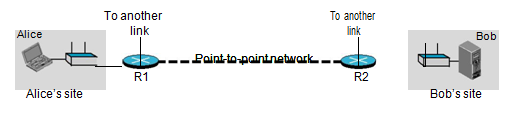 To another
link
To another
link
Alice
Bob
Point-to-point network
R1
R2
Alice's site
Bob's site